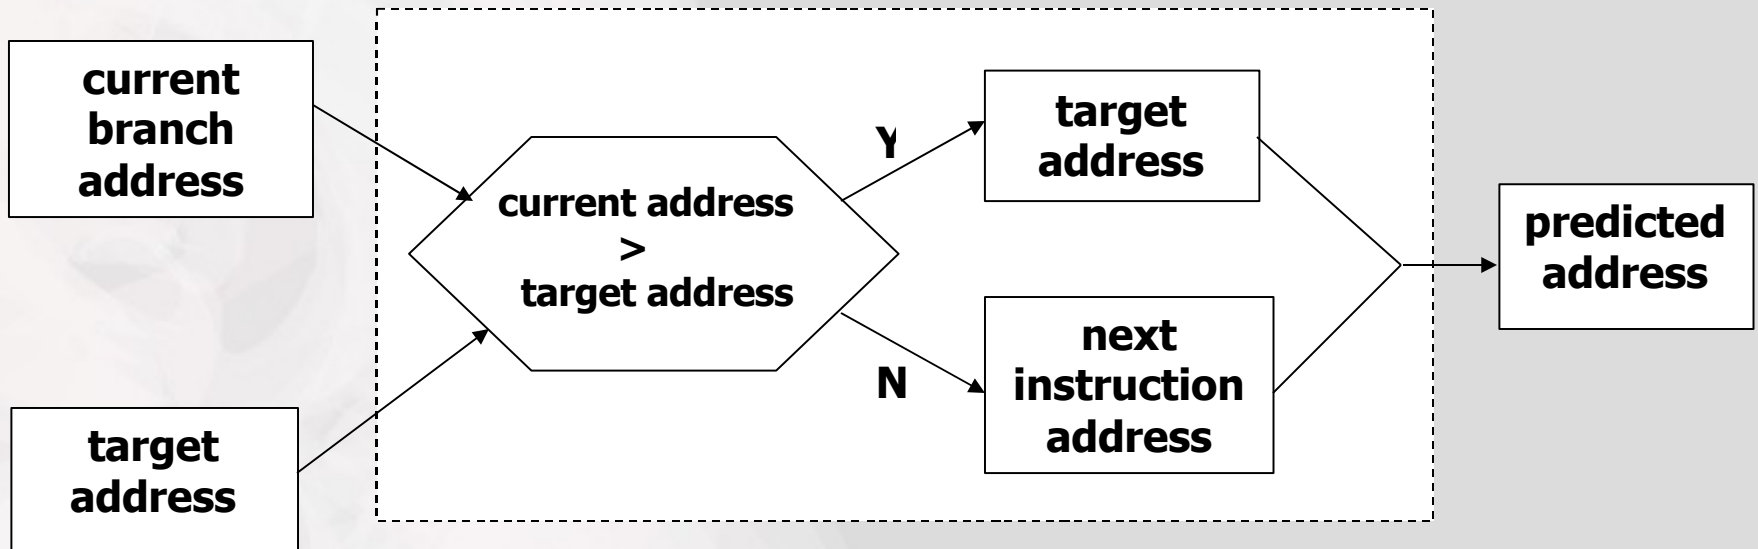 current
branch
address
target
address
current address
>
target address
Y
N
target
address
next
instruction
address
predicted
address